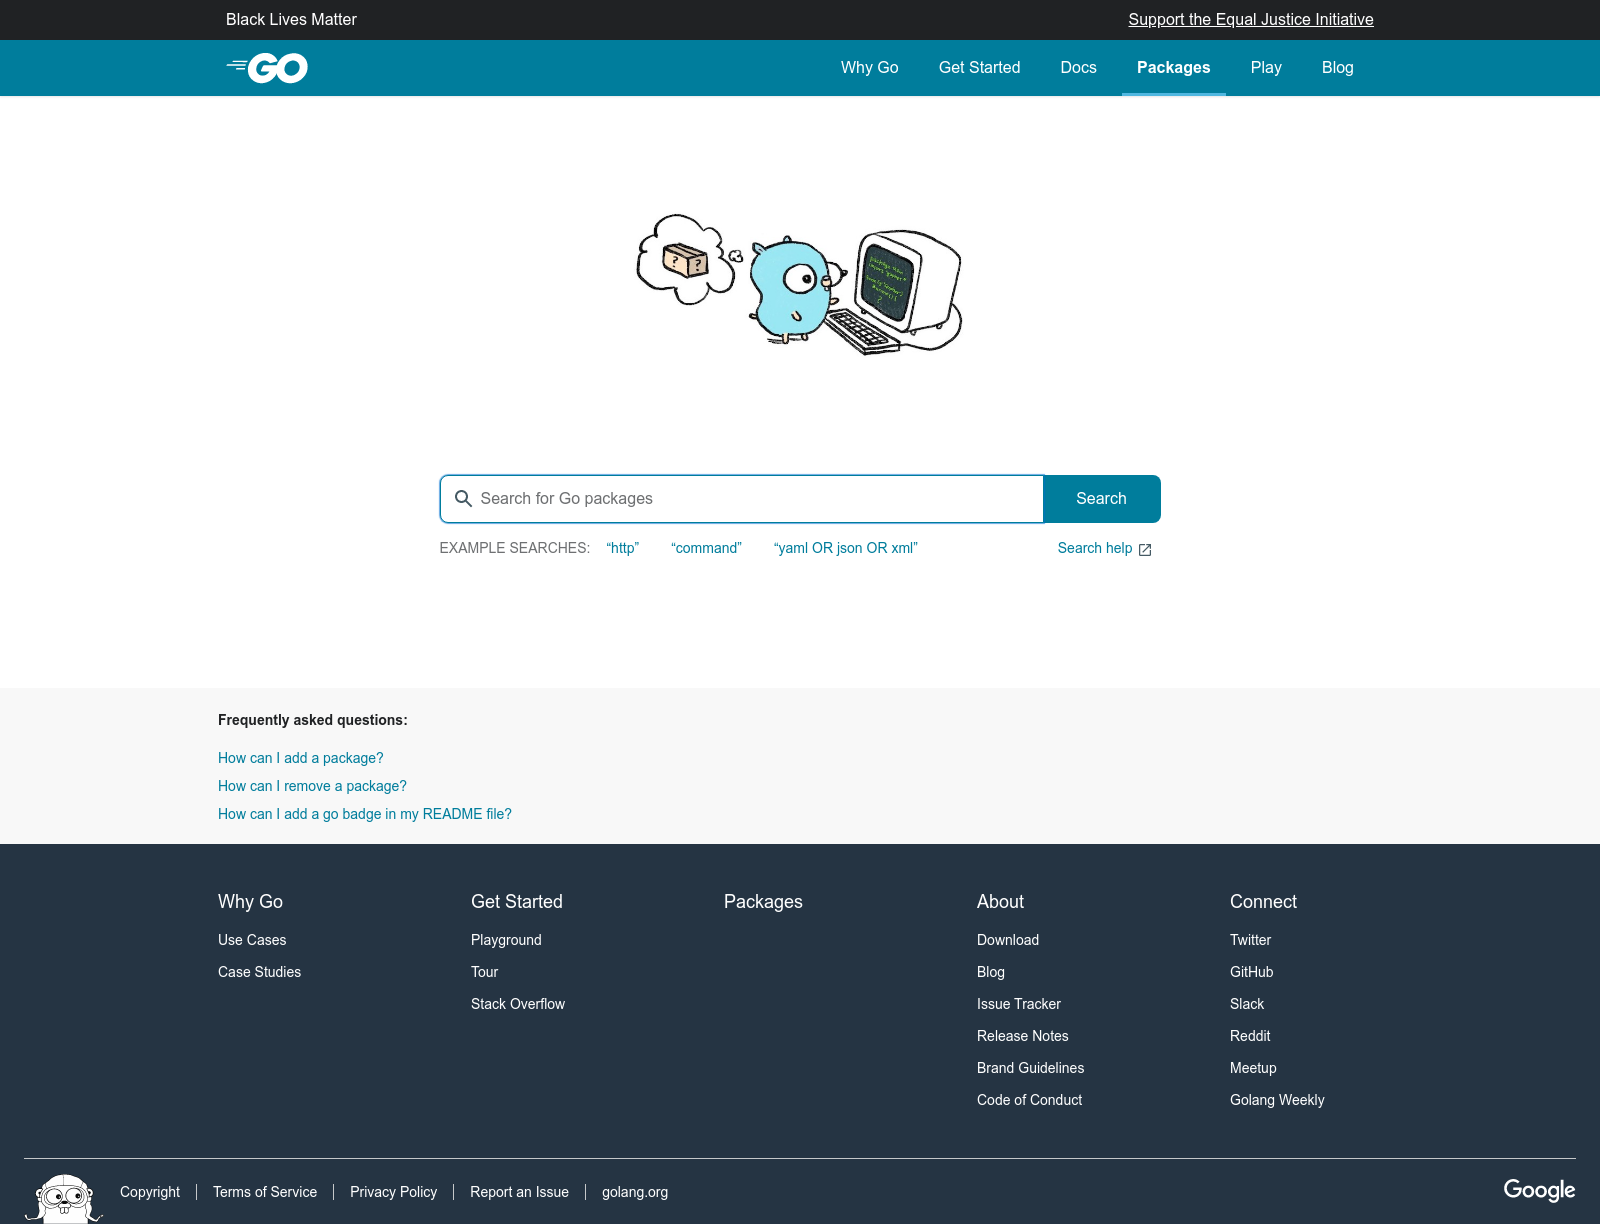 Black Lives Matter
Support the Equal Justice Initiative
GO
Why Go
Get Started
Docs
Packages
Play
Blog
? ?
Search for Go packages
Search
EXAMPLE SEARCHES: “http” “command” “yaml OR json OR xml”
Search help
Frequently asked questions:
How can I add a package?
How can I remove a package?
How can I add a go badge in my README file?
Why Go
Use Cases
Case Studies
Get Started
Playground
Tour
Stack Overflow
Packages
About
Download
Blog
Issue Tracker
Release Notes
Brand Guidelines
Code of Conduct
Connect
Twitter
GitHub
Slack
Reddit
Meetup
Golang Weekly
Copyright
Terms of Service
Privacy Policy
Report an Issue
golang.org
Google